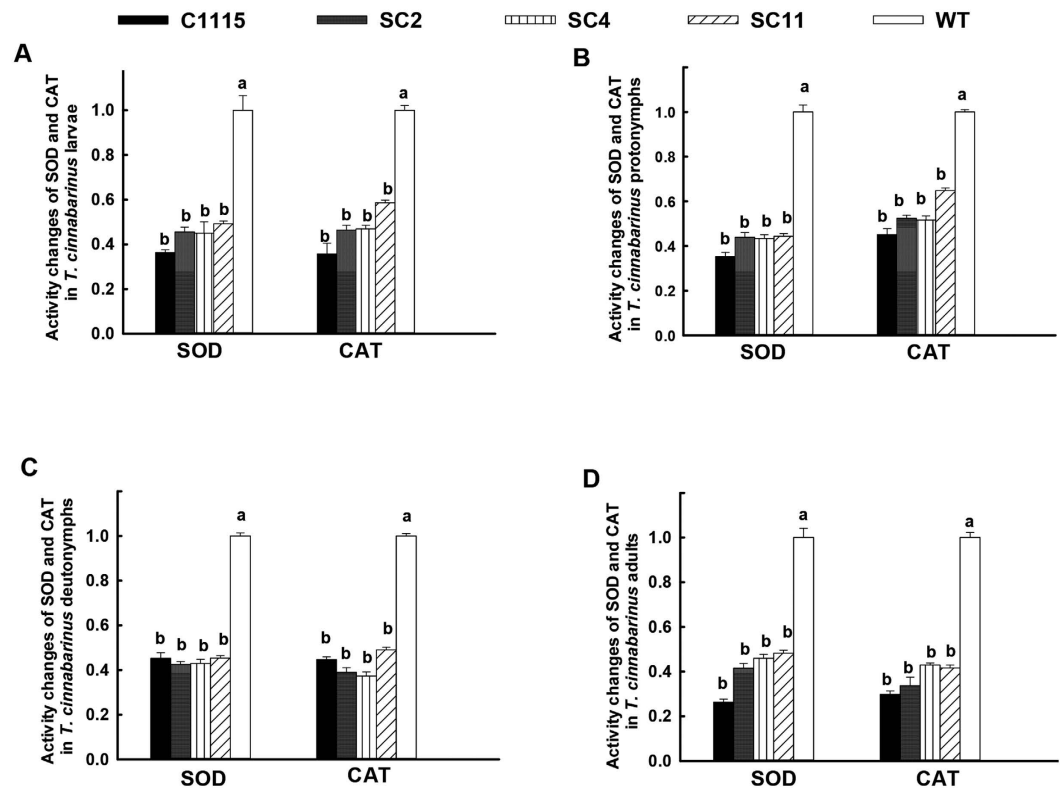 C1115 SC2 SC4 SC11 WT
A
Activity changes of SOD and CAT
in T. cinnabarinus larvae
1.0
0.8
0.6
0.4
0.2
0.0
b b b b a
b b b b a
SOD CAT
B
Activity changes of SOD and CAT
in T. cinnabarinus protonymphs
1.0
0.8
0.6
0.4
0.2
0.0
b b b b a
b b b b a
SOD CAT
C
Activity changes of SOD and CAT
in T. cinnabarinus deutonymphs
1.0
0.8
0.6
0.4
0.2
0.0
b b b b a
b b b b a
SOD CAT
D
Activity changes of SOD and CAT
in T. cinnabarinus adults
1.0
0.8
0.6
0.4
0.2
0.0
b b b b a
b b b b a
SOD CAT